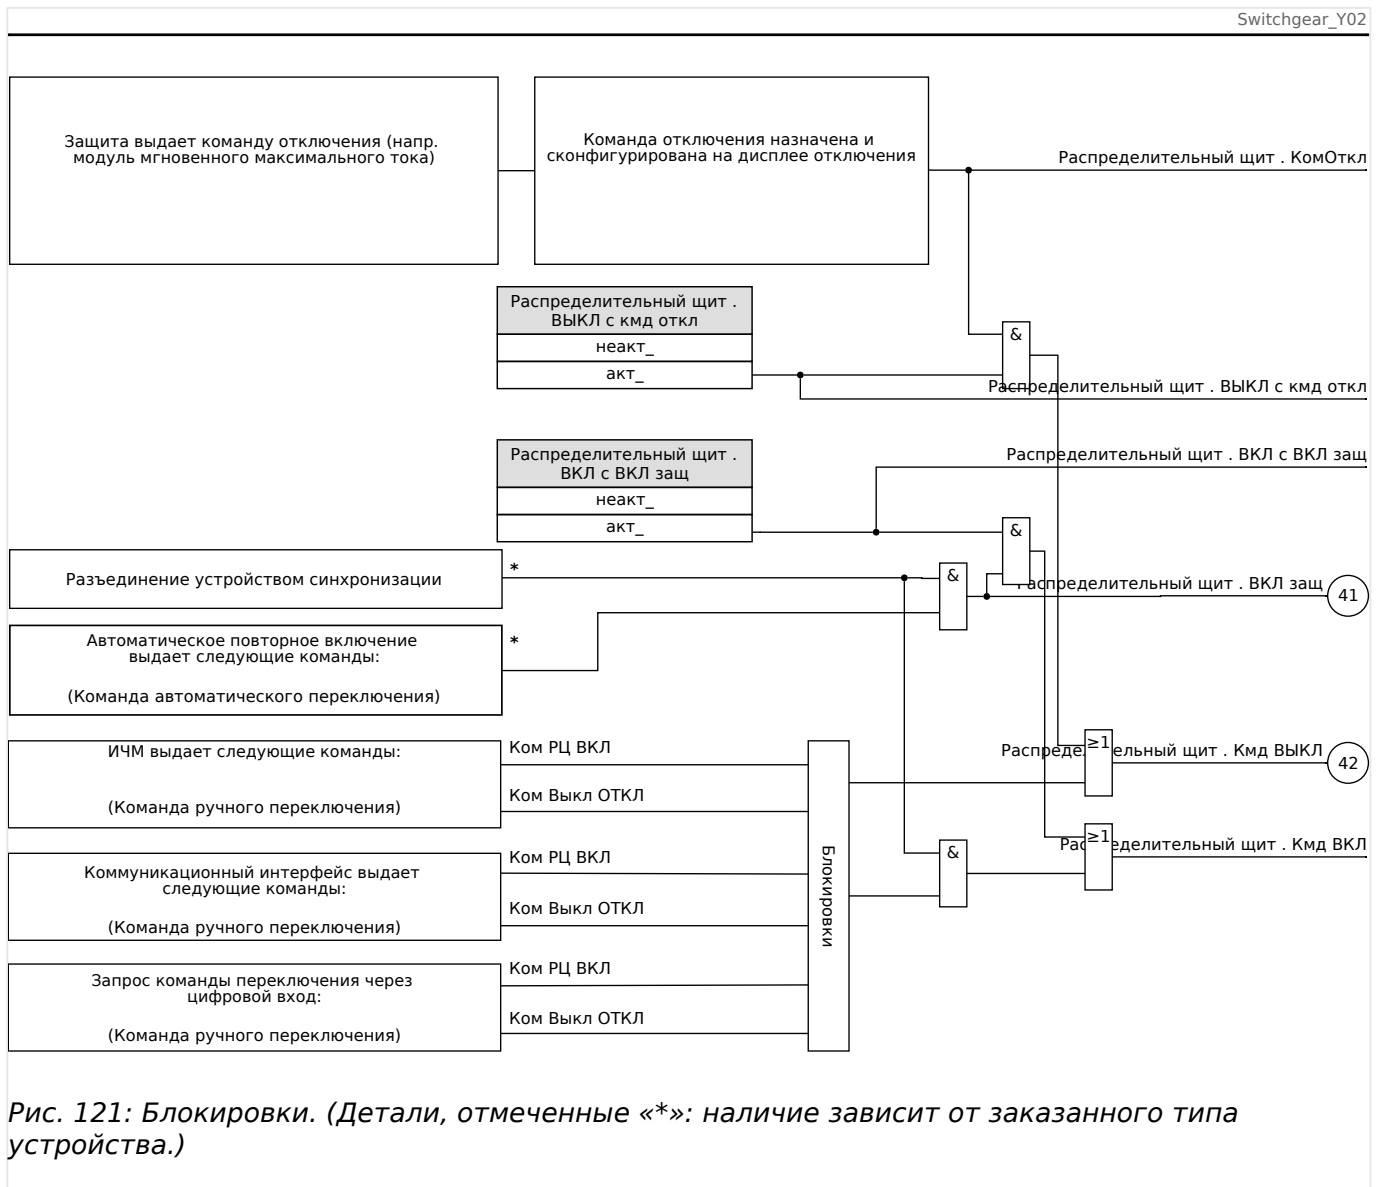 Switchgear_Y02
Защита выдает команду отключения (напр.
модуль мгновенного максимального тока)
Команда отключения назначена и
сконфигурирована на дисплее отключения
Распределительный щит . КомОткл
Распределительный щит .
ВЫКЛ с кмд откл
неакт_
акт_
&
Распределительный щит . ВЫКЛ с кмд откл
Распределительный щит .
ВКЛ с ВКЛ защ
неакт_
акт_
Распределительный щит . ВКЛ с ВКЛ защ
&
Разъединение устройством синхронизации
*
&
Распределительный щит . ВКЛ защ
41
Автоматическое повторное включение
выдает следующие команды:
(Команда автоматического переключения)
*
ИЧМ выдает следующие команды:
(Команда ручного переключения)
Ком РЦ ВКЛ
Ком Выкл ОТКЛ
≥1
Распределительный щит . Кмд ВЫКЛ
42
Коммуникационный интерфейс выдает
следующие команды:
(Команда ручного переключения)
Ком РЦ ВКЛ
Ком Выкл ОТКЛ
Блокировки
&
≥1
Распределительный щит . Кмд ВКЛ
Запрос команды переключения через
цифровой вход:
(Команда ручного переключения)
Ком РЦ ВКЛ
Ком Выкл ОТКЛ
Рис. 121: Блокировки. (Детали, отмеченные «*»: наличие зависит от заказанного типа
устройства.)